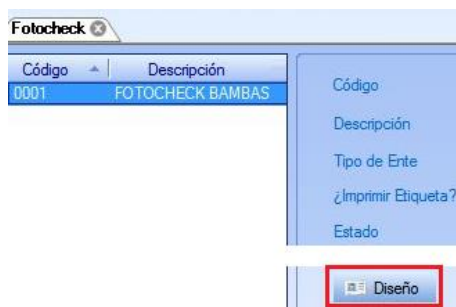 Fotocheck
Código Descripción
0001 FOTOCHECK BAMBAS
Código
Descripción
Tipo de Ente
¿Imprimir Etiqueta?
Estado
Diseño